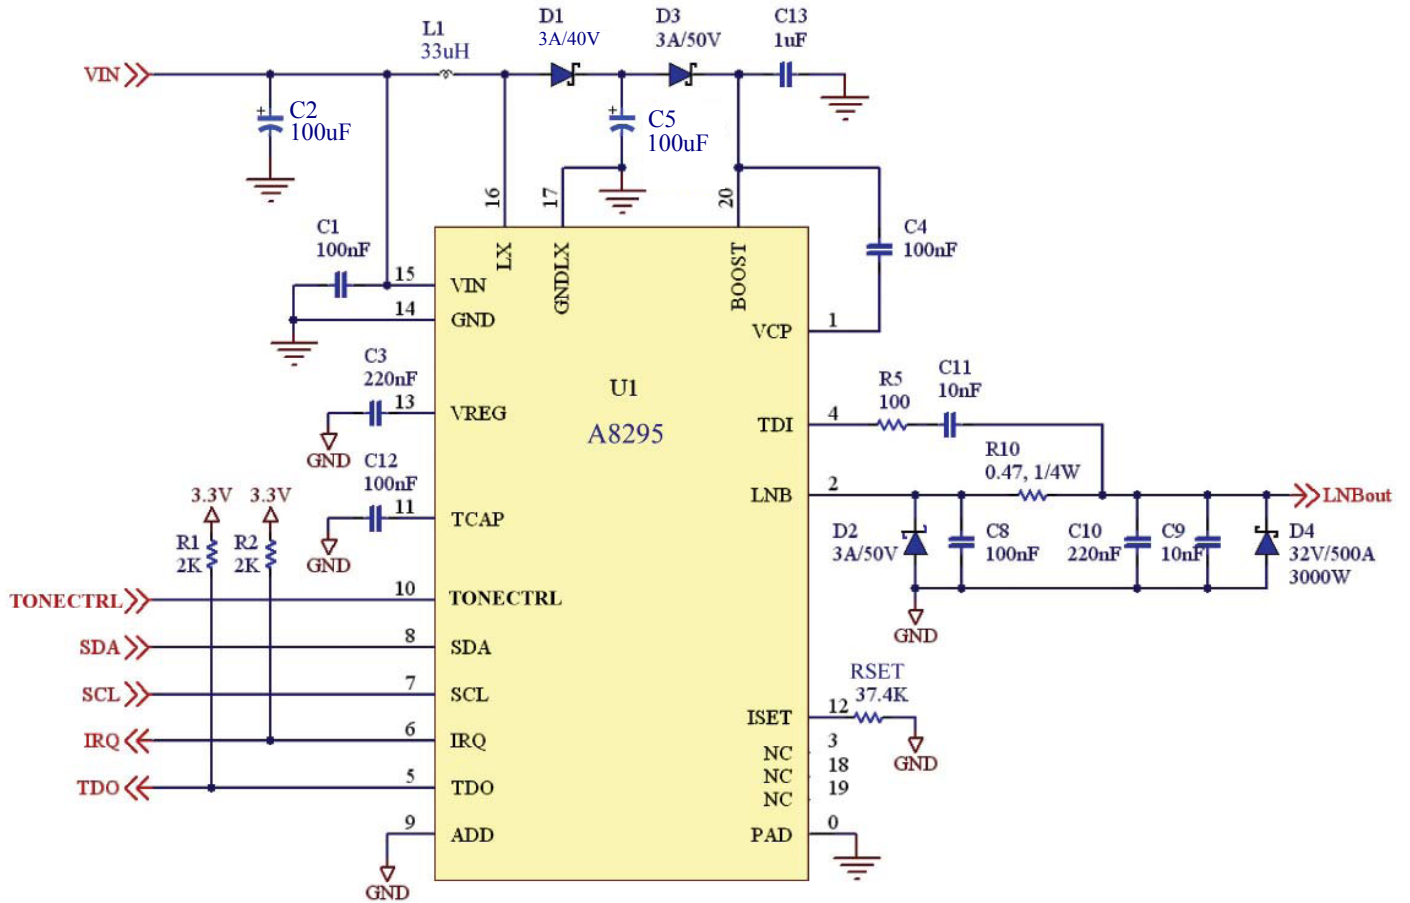 L1
33uH
D1
3A/40V
D3
3A/50V
C13
1uF
VIN
+
C2
100uF
+
C5
100uF
16
17
20
C1
100nF
LX
GNDLX
BOOST
C4
100nF
15
VIN
14
GND
VCP
1
C3
220nF
13
VREG
U1
A8295
TDI
4
R5
100
C11
10nF
GND
C12
100nF
11
TCAP
GND
R10
0.47, 1/4W
LNB
2
LNBout
3.3V
3.3V
R1
2K
R2
2K
D2
3A/50V
C8
100nF
C10
220nF
C9
10nF
D4
32V/500A
3000W
GND
TONECTRL
10
TONECTRL
SDA
8
SDA
SCL
7
SCL
IRQ
6
IRQ
TDO
5
TDO
9
ADD
GND
RSET
37.4K
ISET
12
GND
NC
3
NC
18
NC
19
PAD
0